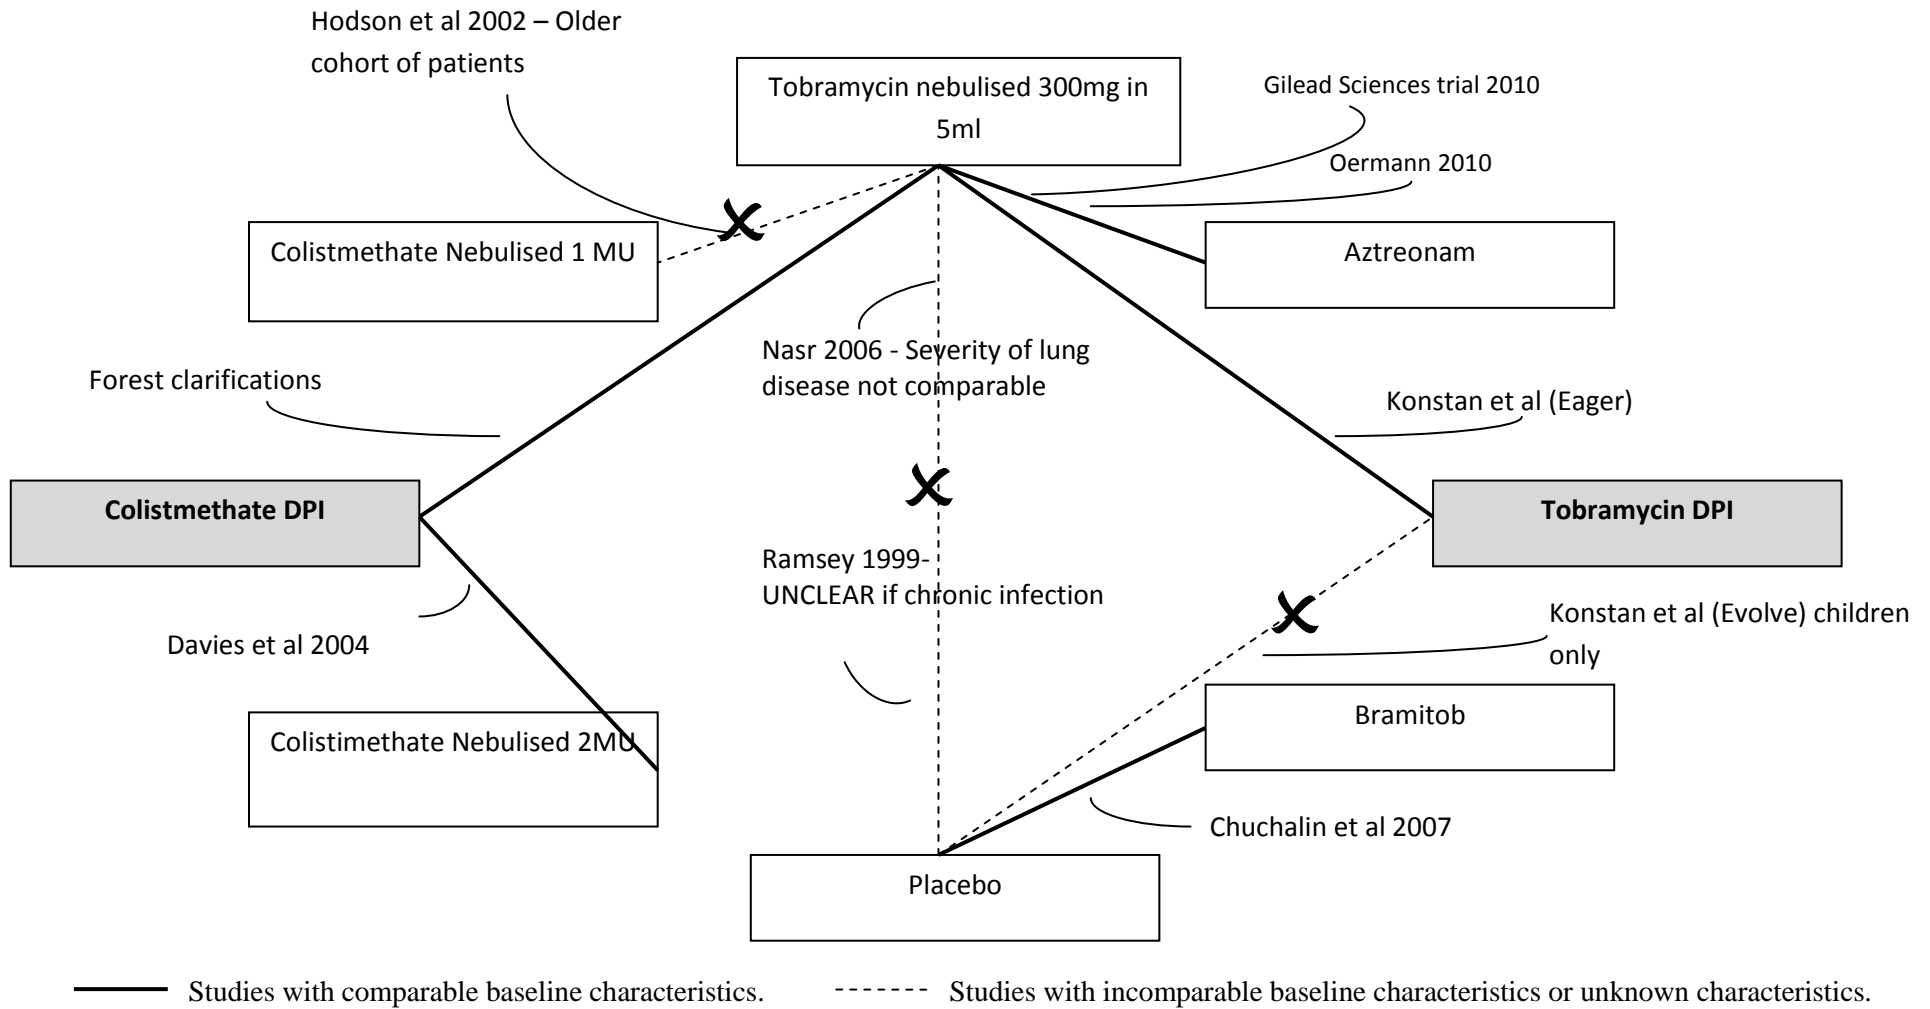 Hodson et al 2002 – Older
cohort of patients
Tobramycin nebulised 300mg in
5ml
Gilead Sciences trial 2010
Oermann 2010
Colistmethate Nebulised 1 MU
Aztreonam
Nasr 2006 - Severity of lung
disease not comparable
Forest clarifications
Konstan et al (Eager)
Colistmethate DPI
Tobramycin DPI
Ramsey 1999-
UNCLEAR if chronic infection
Konstan et al (Evolve) children
only
Davies et al 2004
Colistimethate Nebulised 2MU
Bramitob
Chuchalin et al 2007
Placebo
Studies with comparable baseline characteristics.
Studies with incomparable baseline characteristics or unknown characteristics.